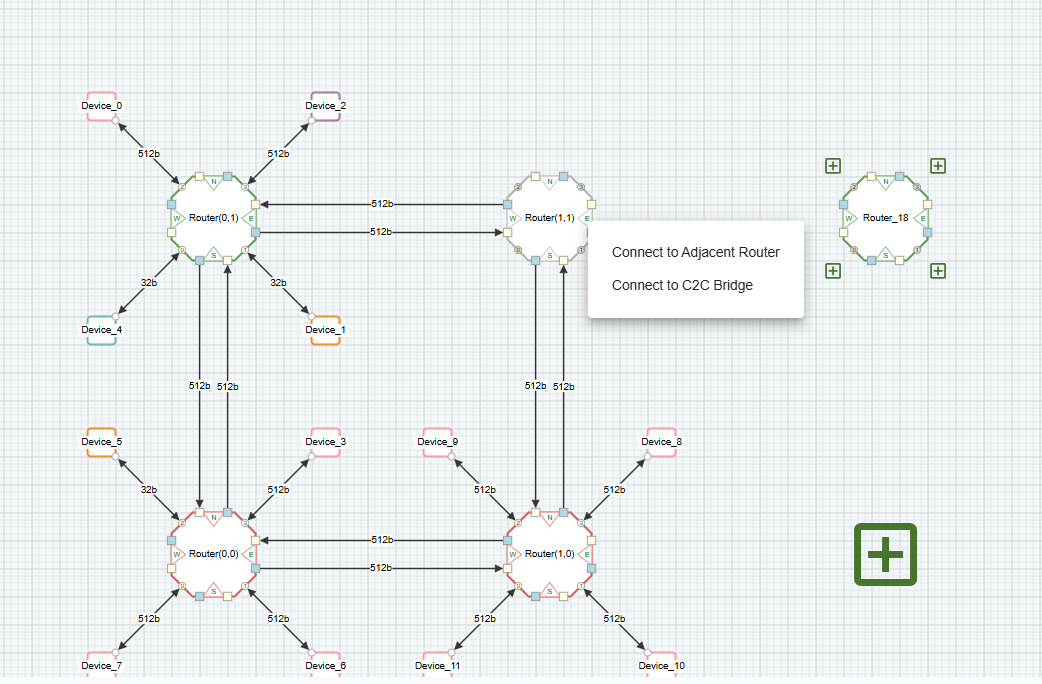 Device_0
Device_2
512b
512b
N
2
3
W
Router(0,1)
E
0
S
1
512b
512b
N
2
3
Router(1,1)
E
0
S
1
N
2
3
W
Router_18
E
0
S
1
Connect to Adjacent Router
Connect to C2C Bridge
32b
32b
Device_4
Device_1
512b
512b
512b
512b
Device_5
Device_3
Device_9
Device_8
32b
512b
512b
512b
N
2
3
W
Router(0,0)
E
0
S
1
512b
512b
N
2
3
W
Router(1,0)
E
0
S
1
512b
512b
512b
512b
Device_7
Device_6
Device_11
Device_10